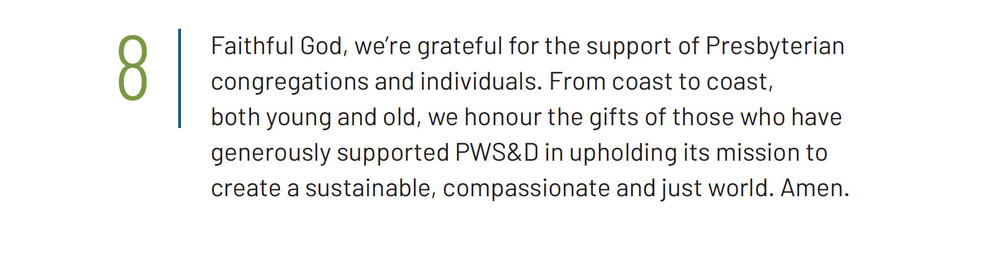 8
Faithful God, we’re grateful for the support of Presbyterian
congregations and individuals. From coast to coast,
both young and old, we honour the gifts of those who have
generously supported PWS&D in upholding its mission to
create a sustainable, compassionate and just world. Amen.